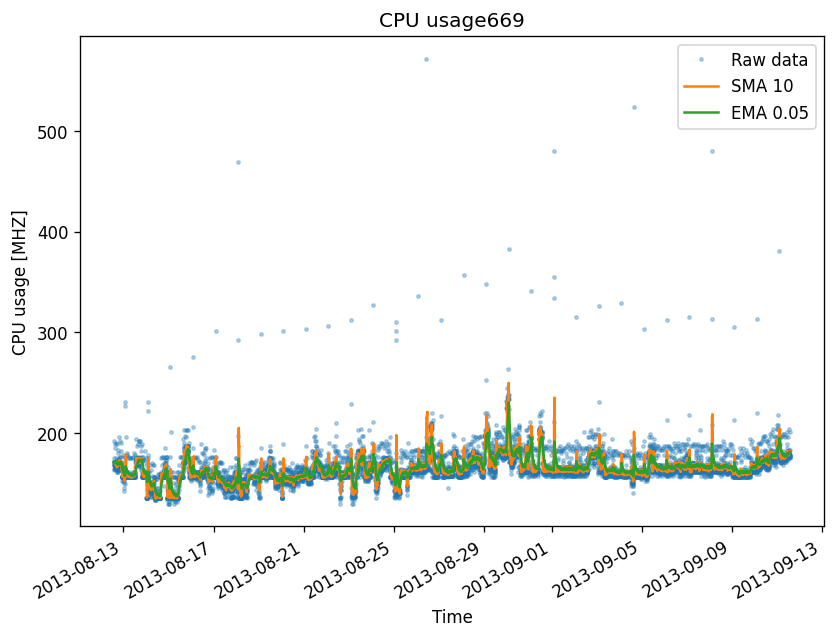 CPU usage669
Raw data
SMA 10
EMA 0.05
CPU usage [MHZ]
500
400
300
200
2013-08-13
2013-08-17
2013-08-21
2013-08-25
2013-08-29
2013-09-01
2013-09-05
2013-09-09
2013-09-13
Time